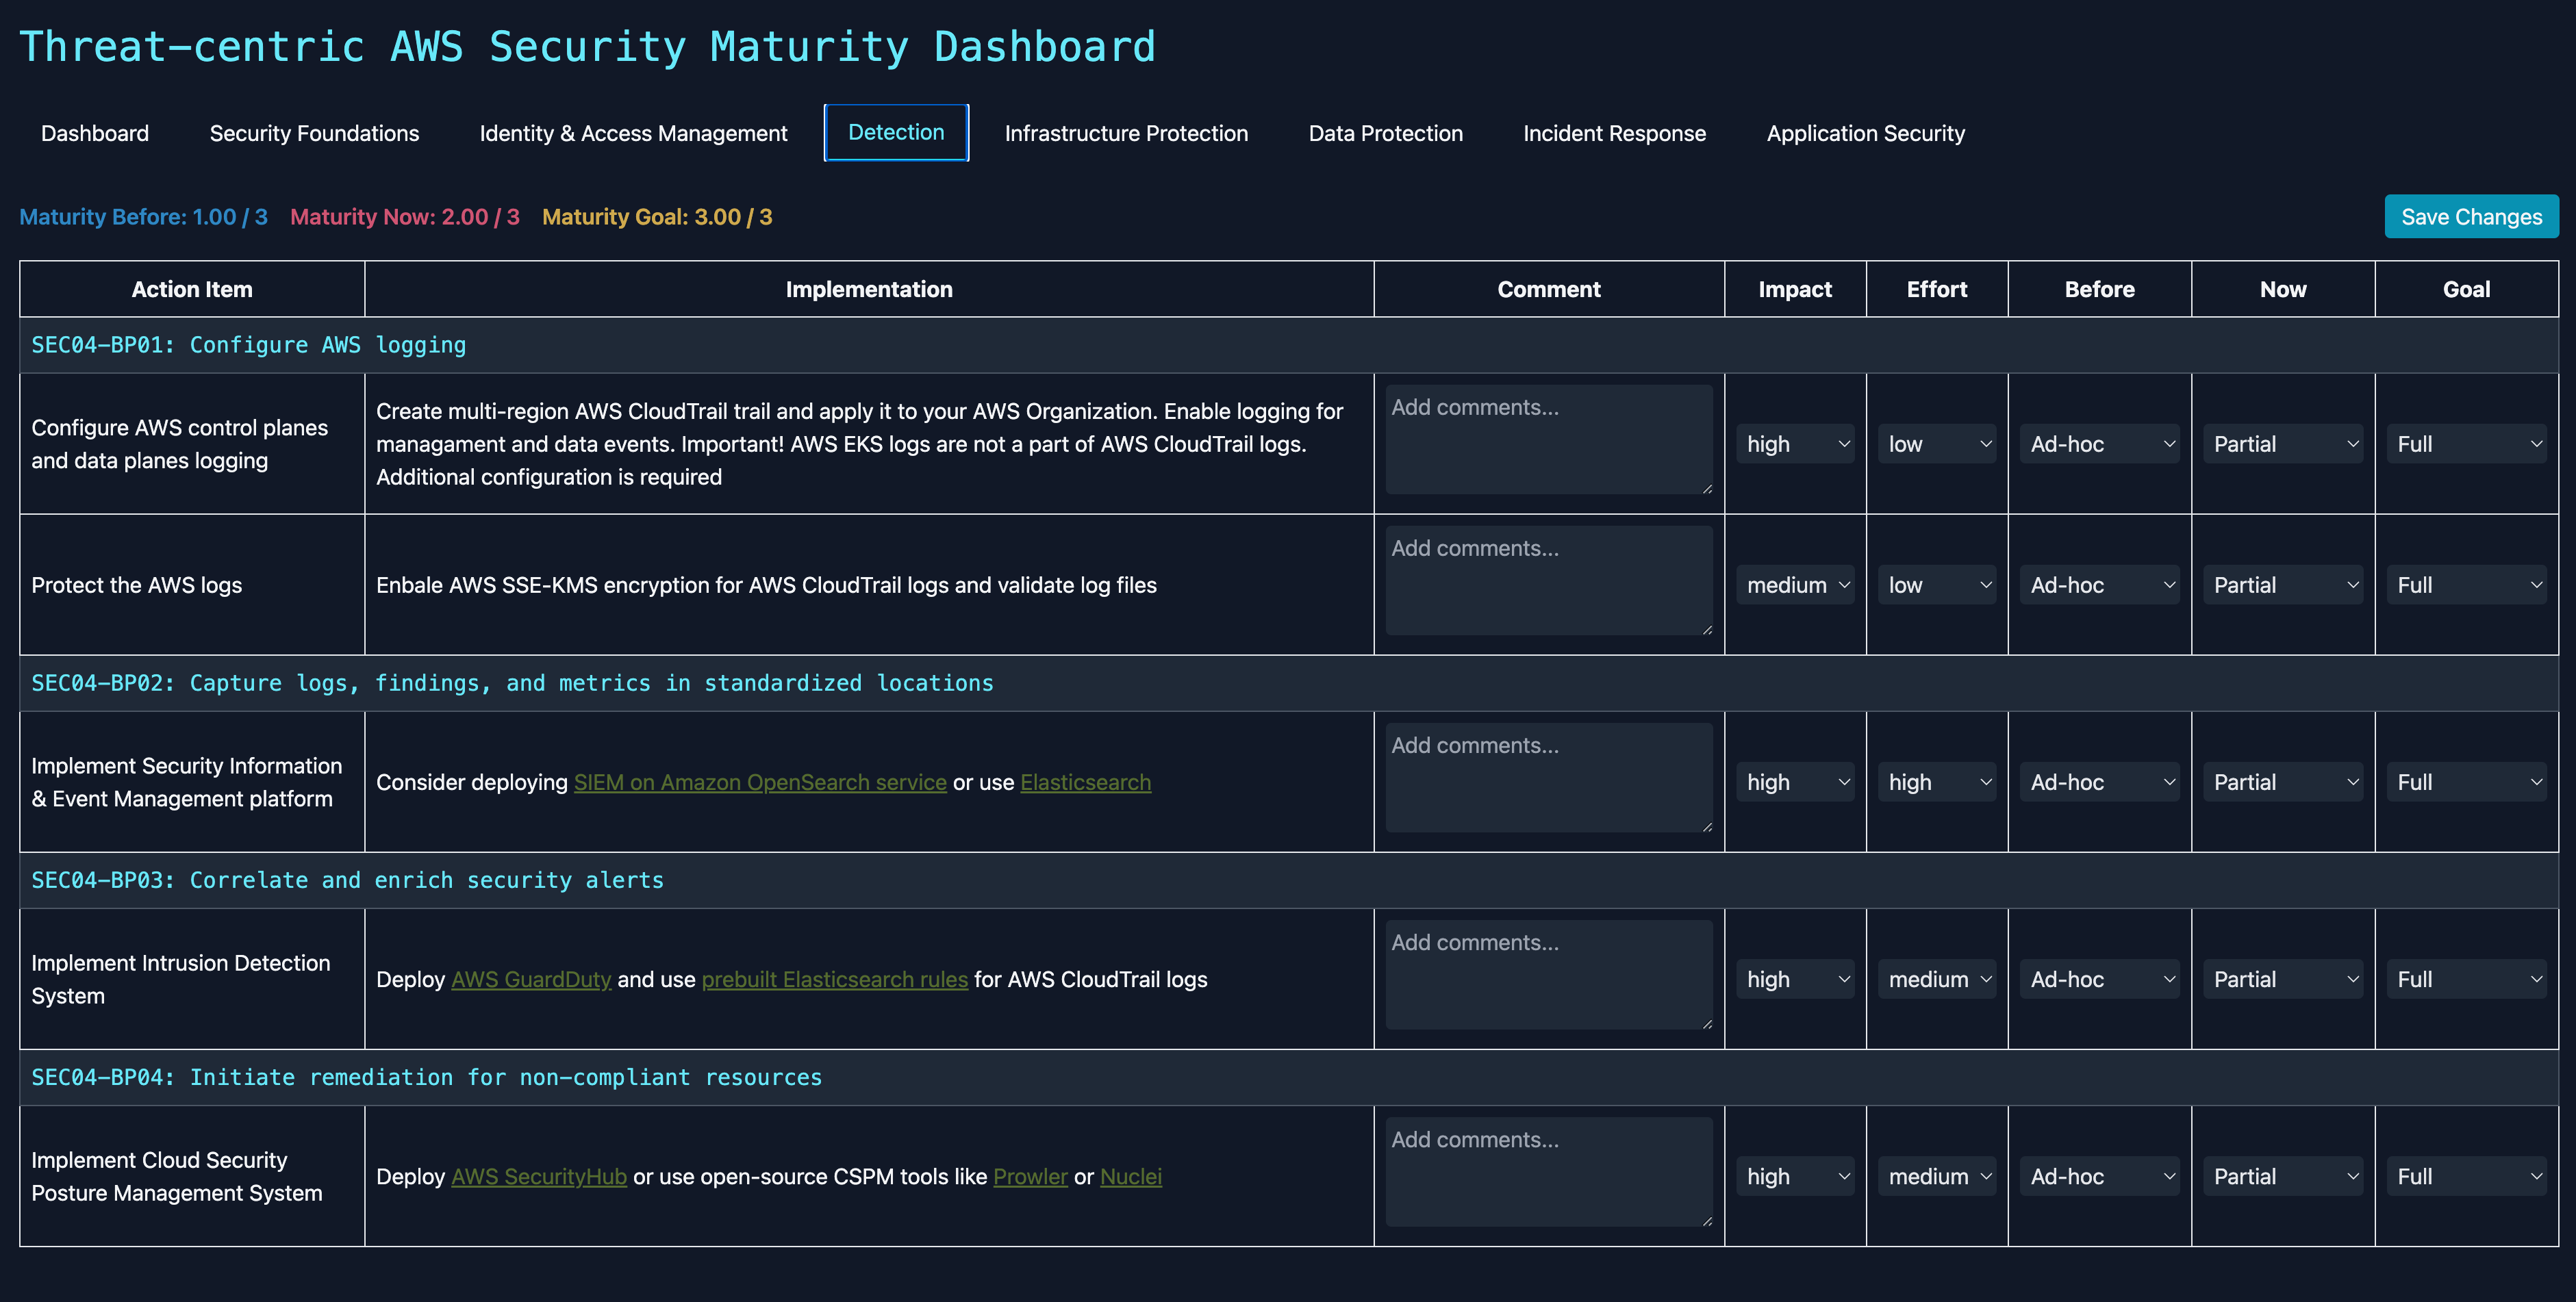 Threat-centric AWS Security Maturity Dashboard
Dashboard Security Foundations Identity & Access Management Detection Infrastructure Protection Data Protection Incident Response Application Security
Maturity Before: 1.00 / 3 Maturity Now: 2.00 / 3 Maturity Goal: 3.00 / 3 Save Changes
Action Item Implementation Comment Impact Effort Before Now Goal
SEC04-BP01: Configure AWS logging
Configure AWS control planes
and data planes logging
Create multi-region AWS CloudTrail trail and apply it to your AWS Organization. Enable logging for
managament and data events. Important! AWS EKS logs are not a part of AWS CloudTrail logs.
Additional configuration is required
Add comments...
high low Ad-hoc Partial Full
Protect the AWS logs
Enbale AWS SSE-KMS encryption for AWS CloudTrail logs and validate log files
Add comments...
medium low Ad-hoc Partial Full
SEC04-BP02: Capture logs, findings, and metrics in standardized locations
Implement Security Information
& Event Management platform
Consider deploying SIEM on Amazon OpenSearch service or use Elasticsearch
Add comments...
high high Ad-hoc Partial Full
SEC04-BP03: Correlate and enrich security alerts
Implement Intrusion Detection
System
Deploy AWS GuardDuty and use prebuilt Elasticsearch rules for AWS CloudTrail logs
Add comments...
high medium Ad-hoc Partial Full
SEC04-BP04: Initiate remediation for non-compliant resources
Implement Cloud Security
Posture Management System
Deploy AWS SecurityHub or use open-source CSPM tools like Prowler or Nuclei
Add comments...
high medium Ad-hoc Partial Full